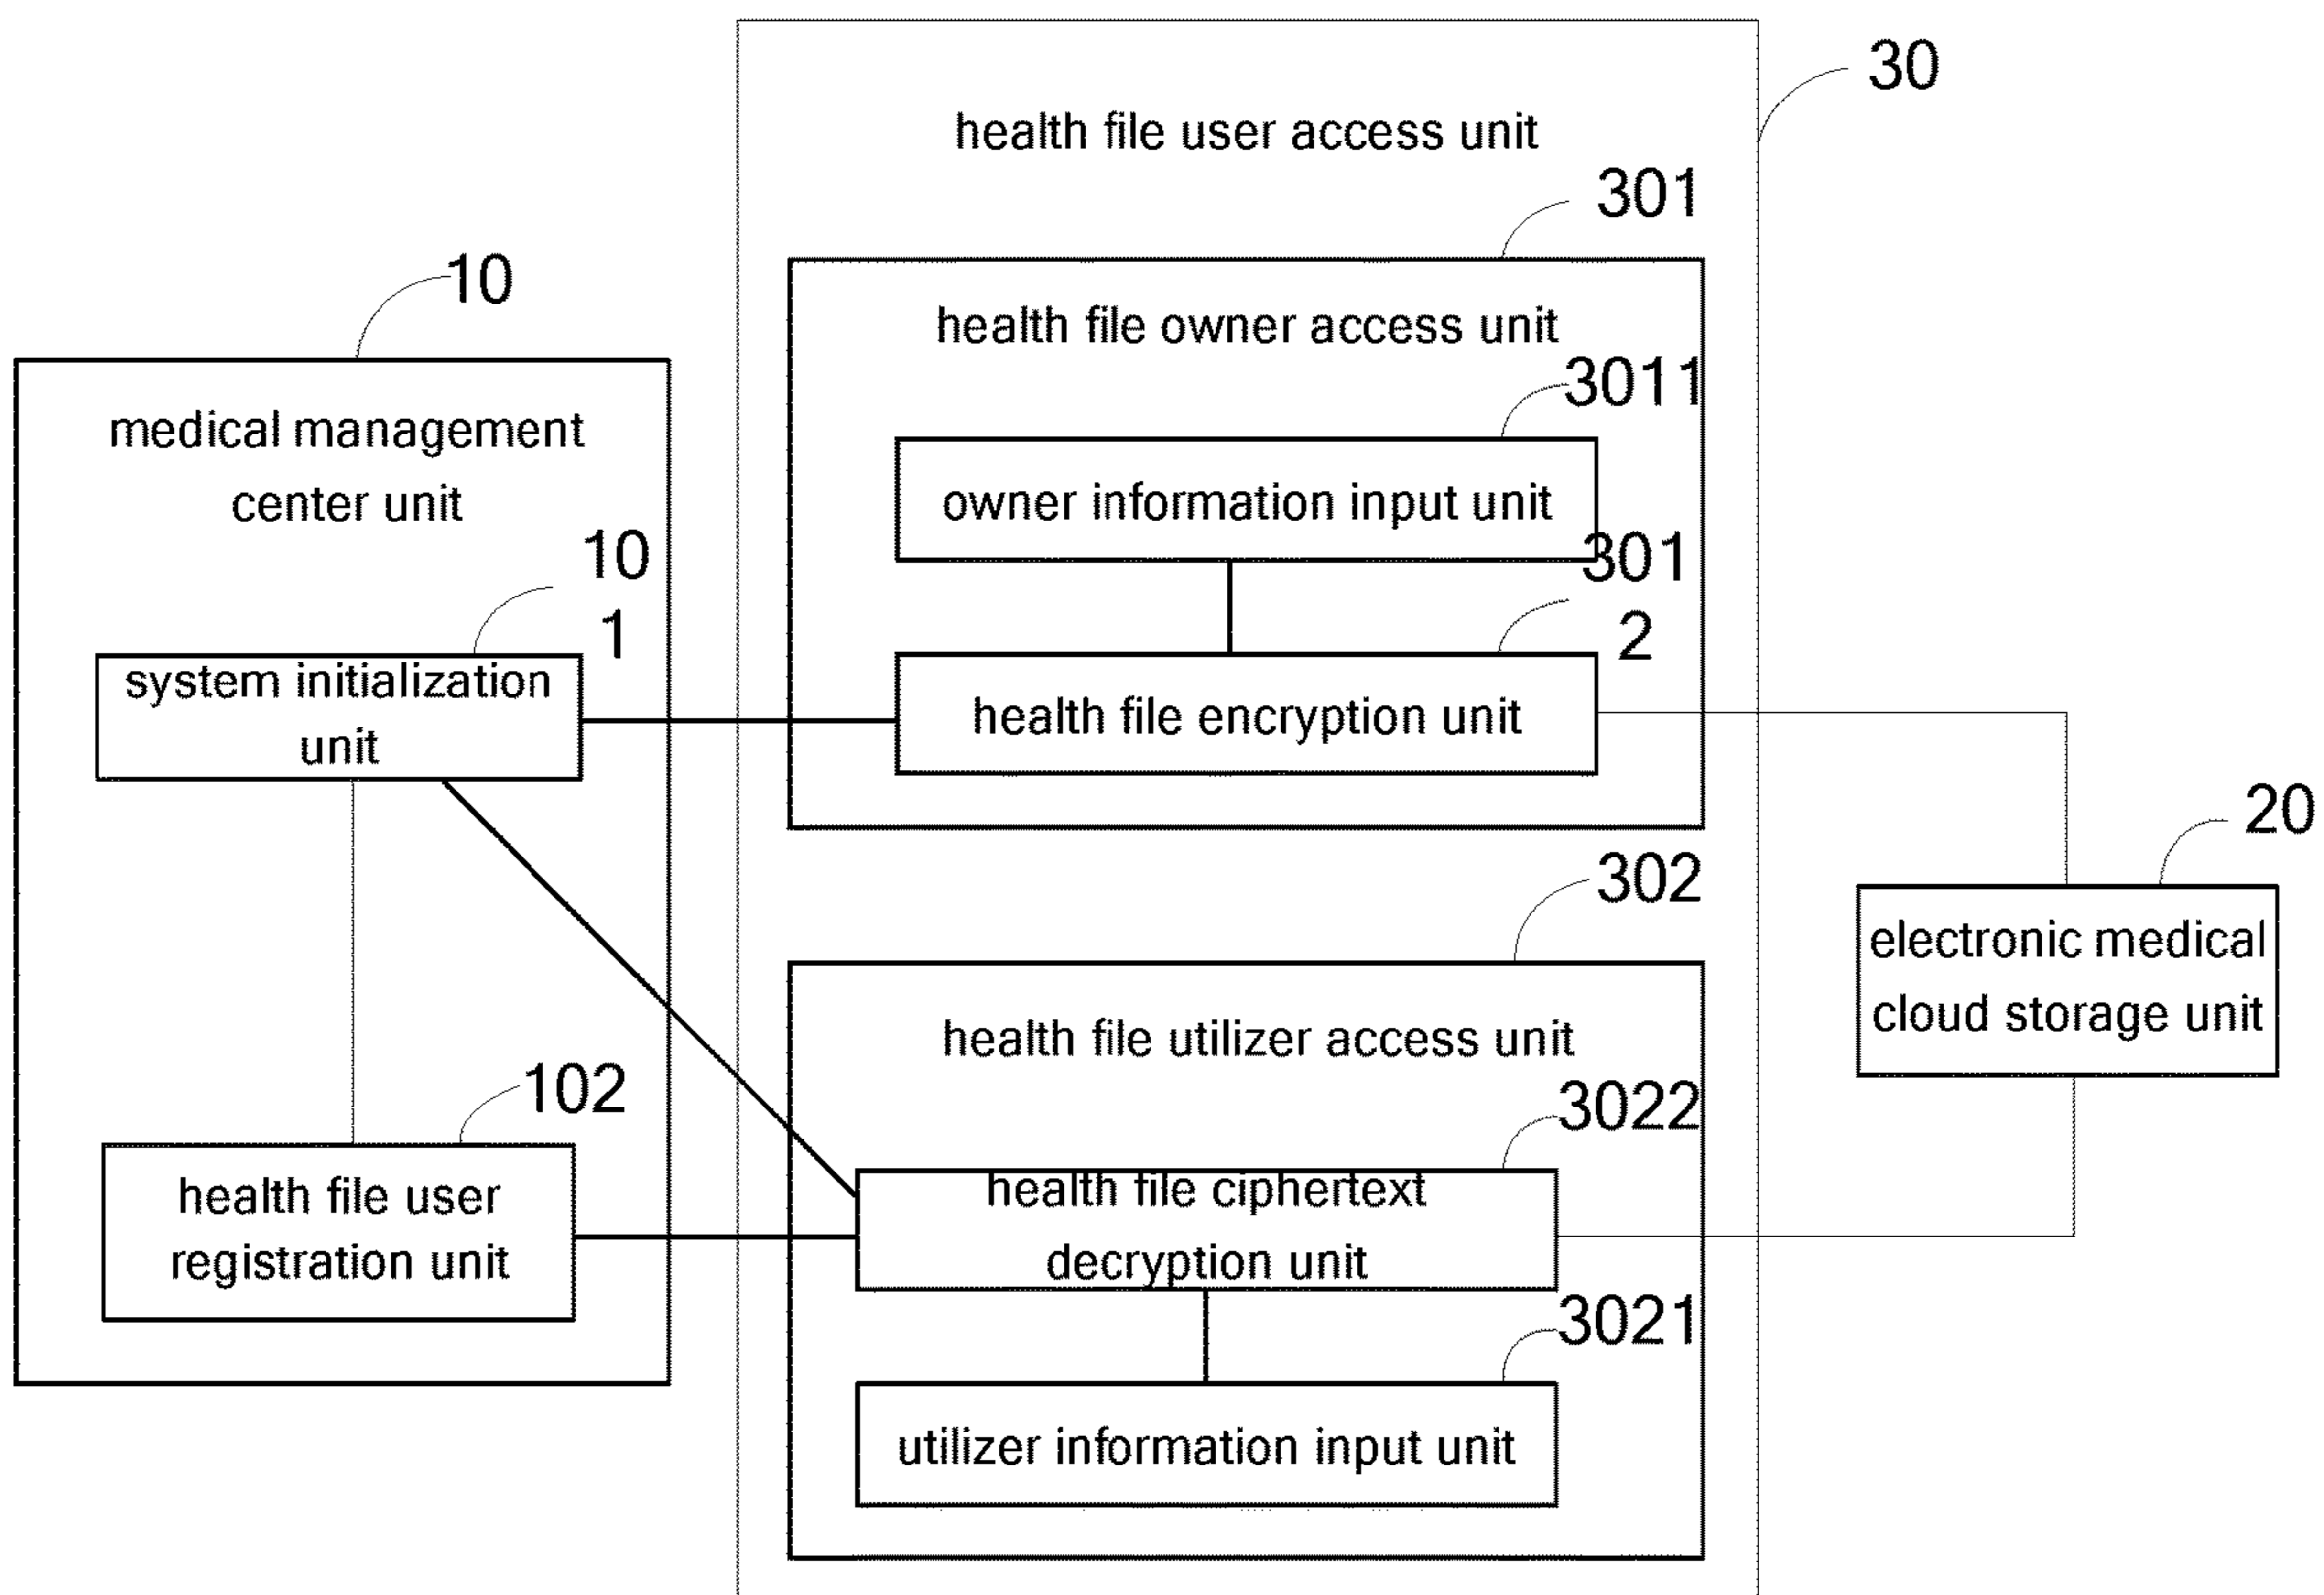 30
health file user access unit
301
10
health file owner access unit
3011
medical management
center unit
owner information input unit
10
1
301
2
system initialization
unit
health file encryption unit
20
302
electronic medical
cloud storage unit
health file utilizer access unit
102
3022
health file user
registration unit
health file ciphertext
decryption unit
3021
utilizer information input unit